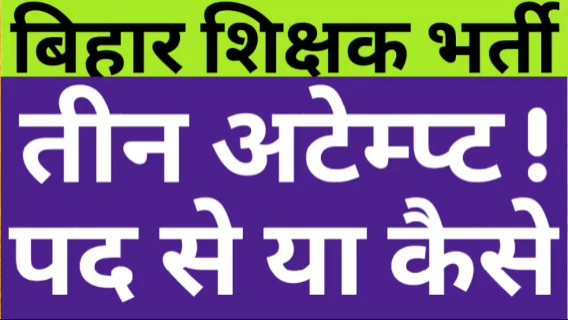 बिहार शिक्षक भर्ती
तीन अटेम्प्ट !
पद से या कैसे